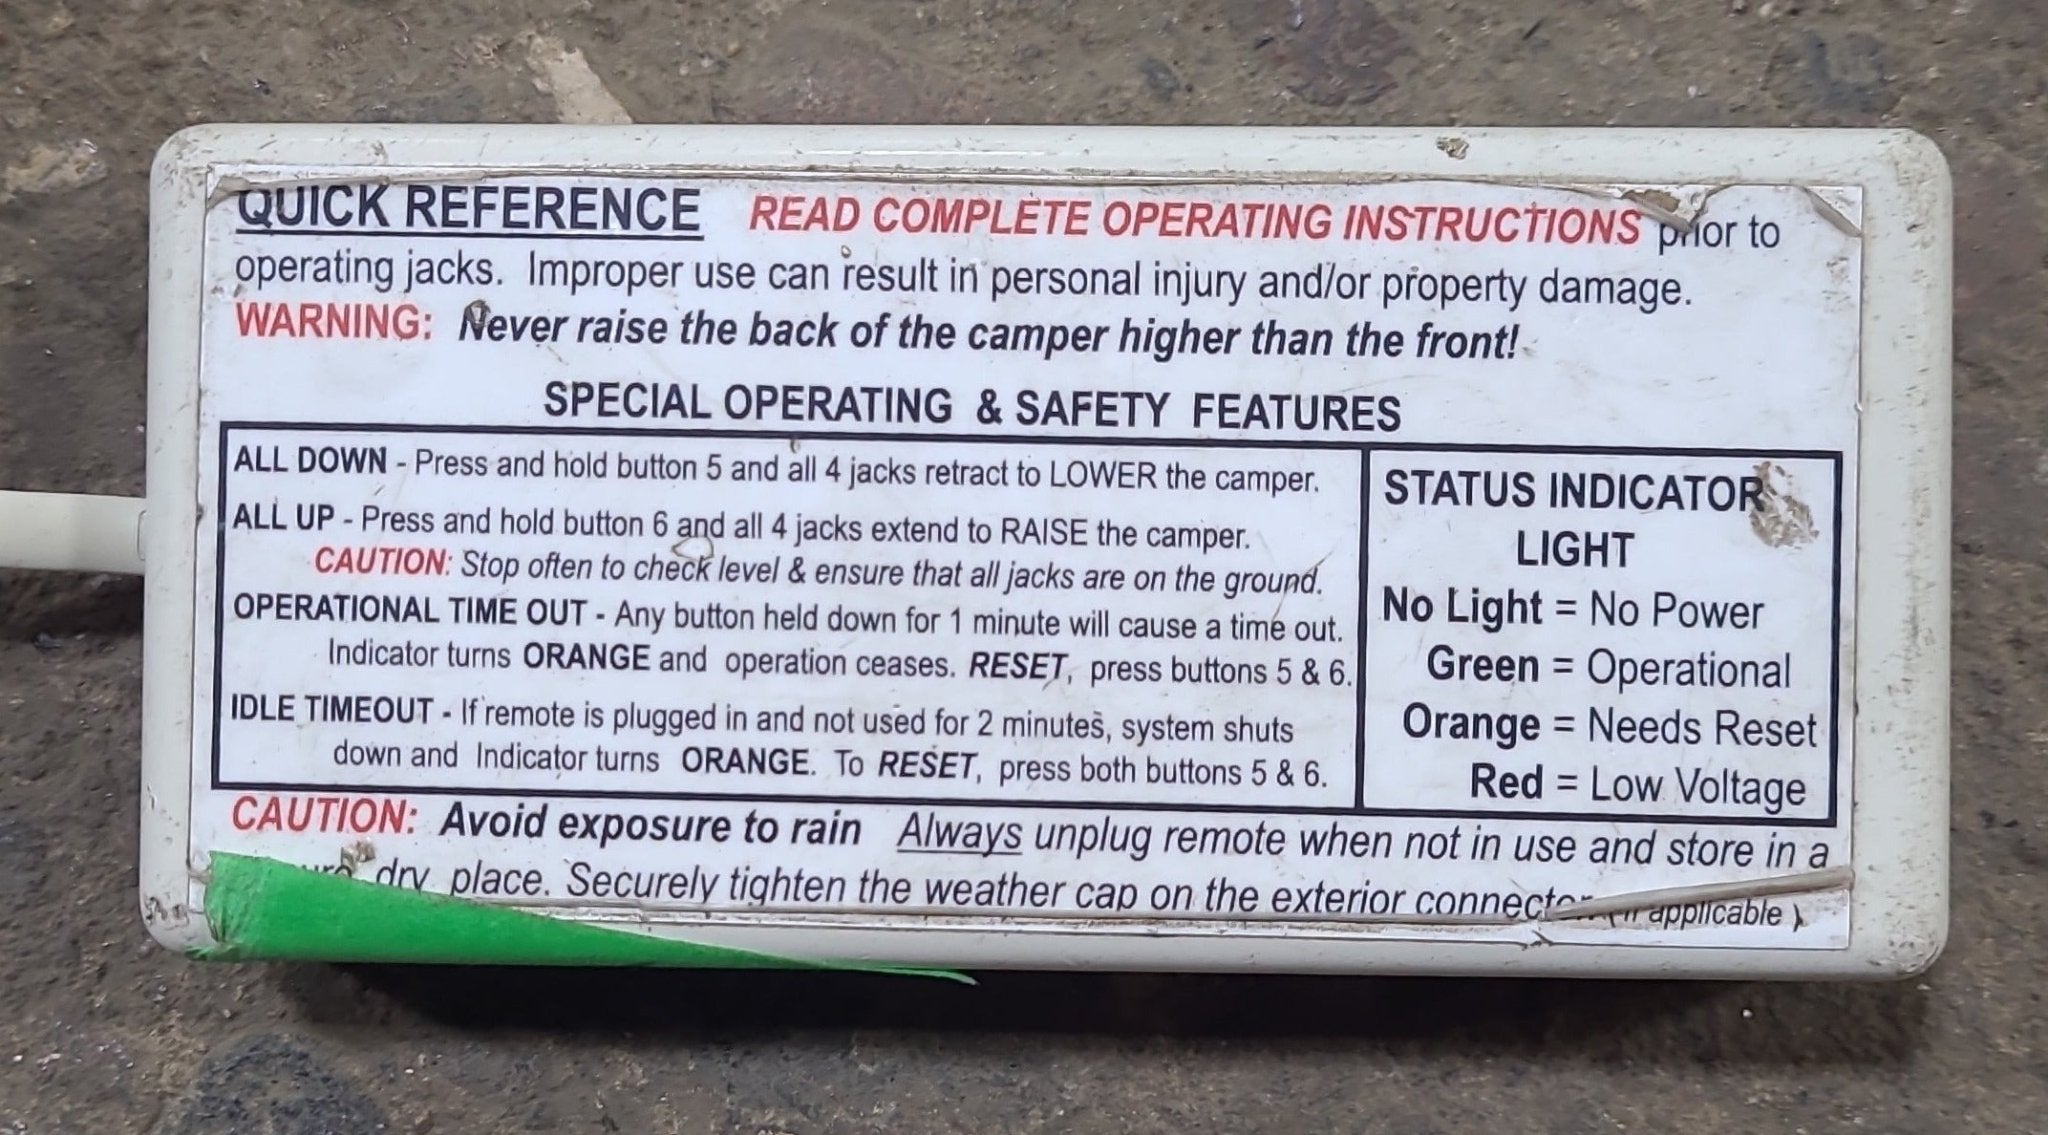 QUICK REFERENCE READ COMPLETE OPERATING INSTRUCTIONS prior to
operating jacks. Improper use can result in personal injury and/or property damage.
WARNING: Never raise the back of the camper higher than the front!
SPECIAL OPERATING & SAFETY FEATURES
ALL DOWN - Press and hold button 5 and all 4 jacks retract to LOWER the camper.
ALL UP - Press and hold button 6 and all 4 jacks extend to RAISE the camper.
CAUTION: Stop often to check level & ensure that all jacks are on the ground.
OPERATIONAL TIME OUT - Any button held down for 1 minute will cause a time out.
Indicator turns ORANGE and operation ceases. RESET, press buttons 5 & 6.
IDLE TIMEOUT - If remote is plugged in and not used for 2 minutes, system shuts
down and Indicator turns ORANGE. To RESET, press both buttons 5 & 6.
STATUS INDICATOR
LIGHT
No Light = No Power
Green = Operational
Orange = Needs Reset
Red = Low Voltage
CAUTION: Avoid exposure to rain Always unplug remote when not in use and store in a
dry place. Securely tighten the weather cap on the exterior connector (if applicable )